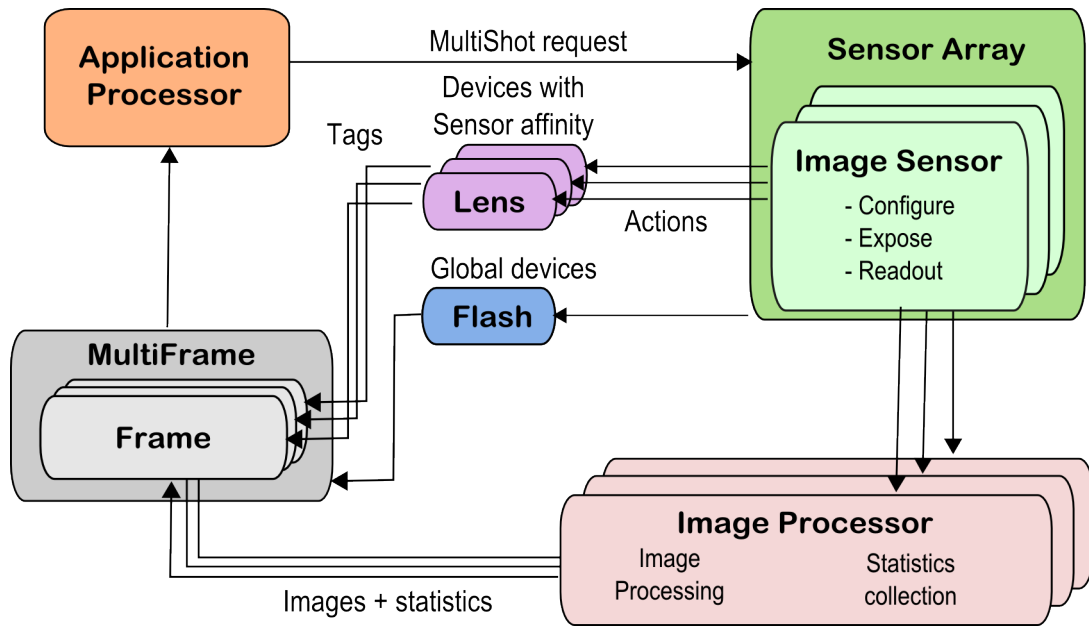 Application
Processor
MultiShot request
Sensor Array
Devices with
Sensor affinity
Tags
Image Sensor
- Configure
- Expose
- Readout
Lens
Actions
Global devices
Flash
MultiFrame
Frame
Image Processor
Image
Processing
Statistics
collection
Images + statistics